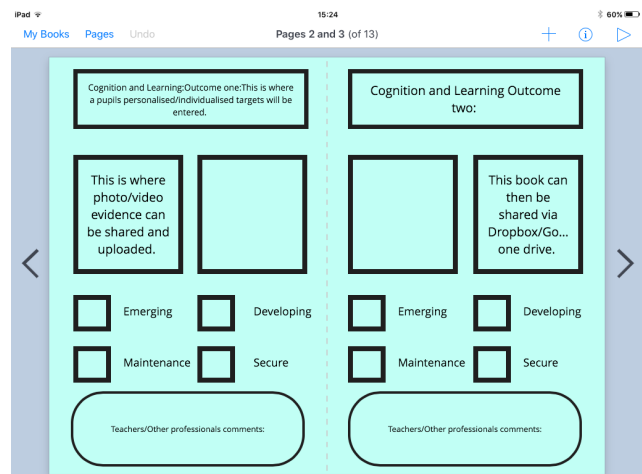 iPad 15:24 60%
My Books Pages Undo Pages 2 and 3 (of 13)
Cognition and Learning:Outcome one:This is where
a pupils personalised/individualised targets will be
entered.
This is where
photo/video
evidence can
be shared and
uploaded.
Emerging Developing
Maintenance Secure
Teachers/Other professionals comments:
Cognition and Learning Outcome
two:
This book can
then be
shared via
Dropbox/Go...
one drive.
Emerging Developing
Maintenance Secure
Teachers/Other professionals comments: